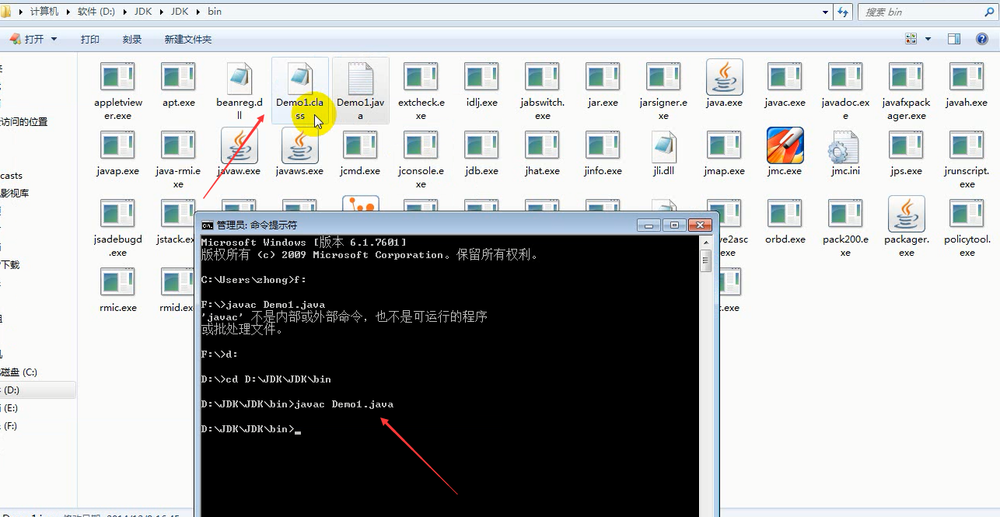 计算机 软件 (D:) JDK JDK bin
搜索 bin
打开 打印 刻录 新建文件夹
访问的位置
casts
影视库
下载
磁盘 (C:)
(D:)
(E:)
(F:)
appletviewer.exe
apt.exe
beanreg.dll
Demo1.class
Demo1.java
extcheck.exe
idlj.exe
jabswitch.exe
jar.exe
jarsigner.exe
java.exe
javac.exe
javadoc.exe
javafxpackager.exe
javah.exe
javap.exe
java-rmi.exe
javaw.exe
javaws.exe
jcmd.exe
jconsole.exe
jdb.exe
jhat.exe
jinfo.exe
jli.dll
jmap.exe
jmc.exe
jmc.ini
jps.exe
jrunscript.exe
jsadebugd.exe
jstack.ex
ve2asc
orbd.exe
pack200.exe
packager.exe
policytool.exe
rmic.exe
rmid.ex
c.exe
管理员: 命令提示符
Microsoft Windows [版本 6.1.7601]
版权所有 (c) 2009 Microsoft Corporation。保留所有权利。
C:\Users\zhong>f:
F:\>javac Demo1.java
'javac' 不是内部或外部命令，也不是可运行的程序
或批处理文件。
F:\>d:
D:\>cd D:\JDK\JDK\bin
D:\JDK\JDK\bin>javac Demo1.java
D:\JDK\JDK\bin>